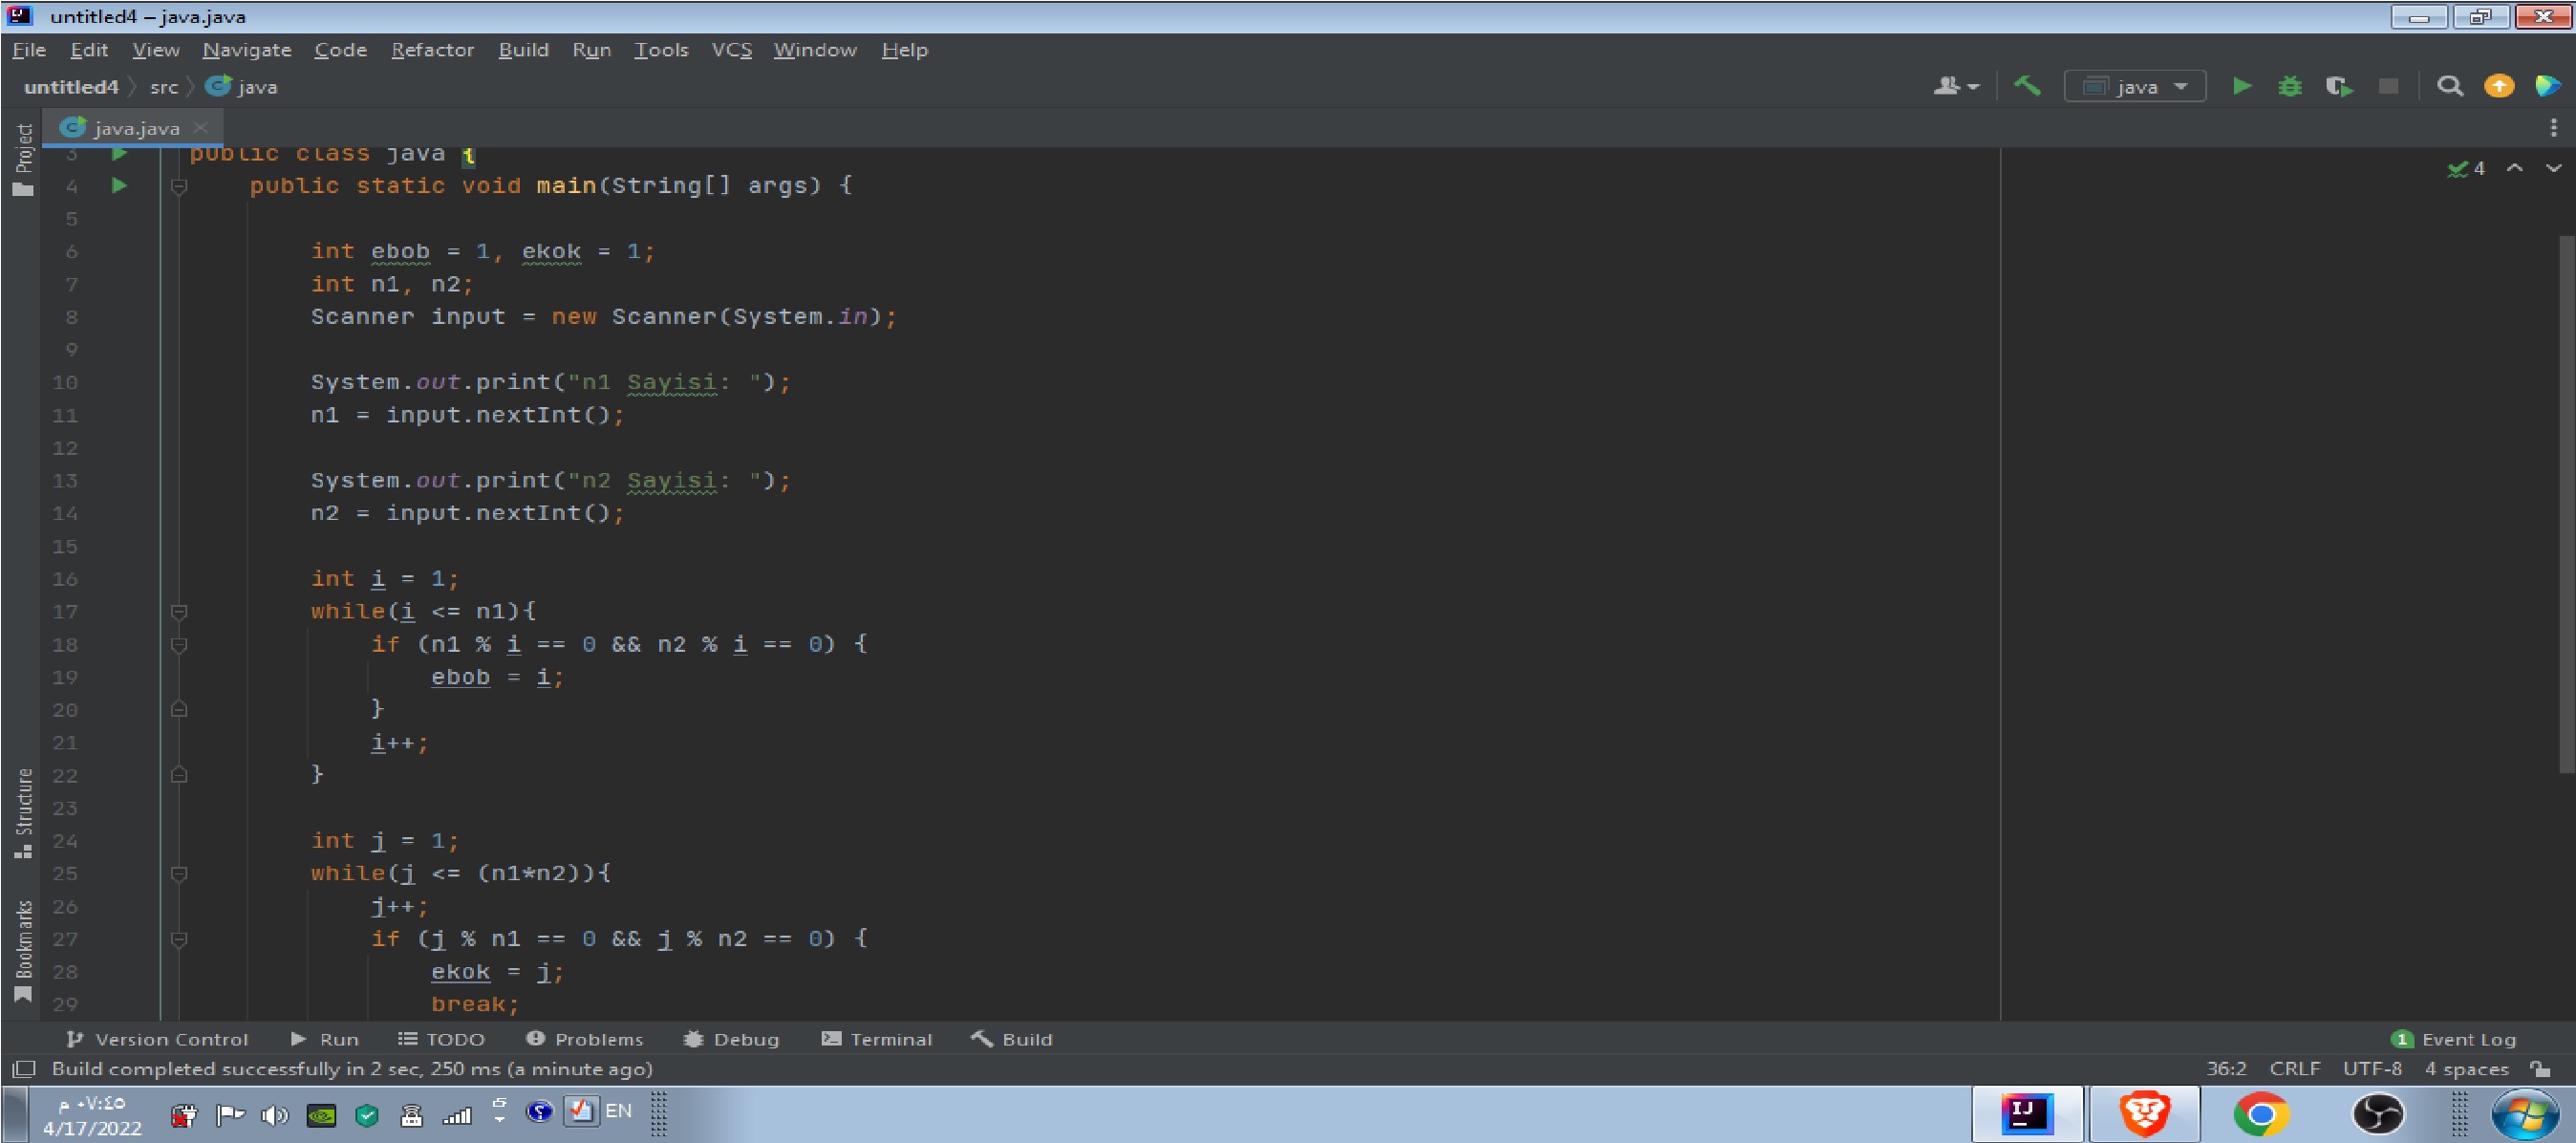 untitled4 – java.java
File Edit View Navigate Code Refactor Build Run Tools VCS Window Help
untitled4 src java
java
java.java
Project
3 public class java {
4 public static void main(String[] args) {
5
6 int ebob = 1, ekok = 1;
7 int n1, n2;
8 Scanner input = new Scanner(System.in);
9
10 System.out.print("n1 Sayisi: ");
11 n1 = input.nextInt();
12
13 System.out.print("n2 Sayisi: ");
14 n2 = input.nextInt();
15
16 int i = 1;
17 while(i <= n1){
18 if (n1 % i == 0 && n2 % i == 0) {
19 ebob = i;
20 }
21 i++;
22 }
23
24 int j = 1;
25 while(j <= (n1*n2)){
26 j++;
27 if (j % n1 == 0 && j % n2 == 0) {
28 ekok = j;
29 break;
4
Structure
Bookmarks
Version Control Run TODO Problems Debug Terminal Build
1 Event Log
Build completed successfully in 2 sec, 250 ms (a minute ago)
36:2 CRLF UTF-8 4 spaces
٠٧:٤٥ م
4/17/2022
EN
IJ